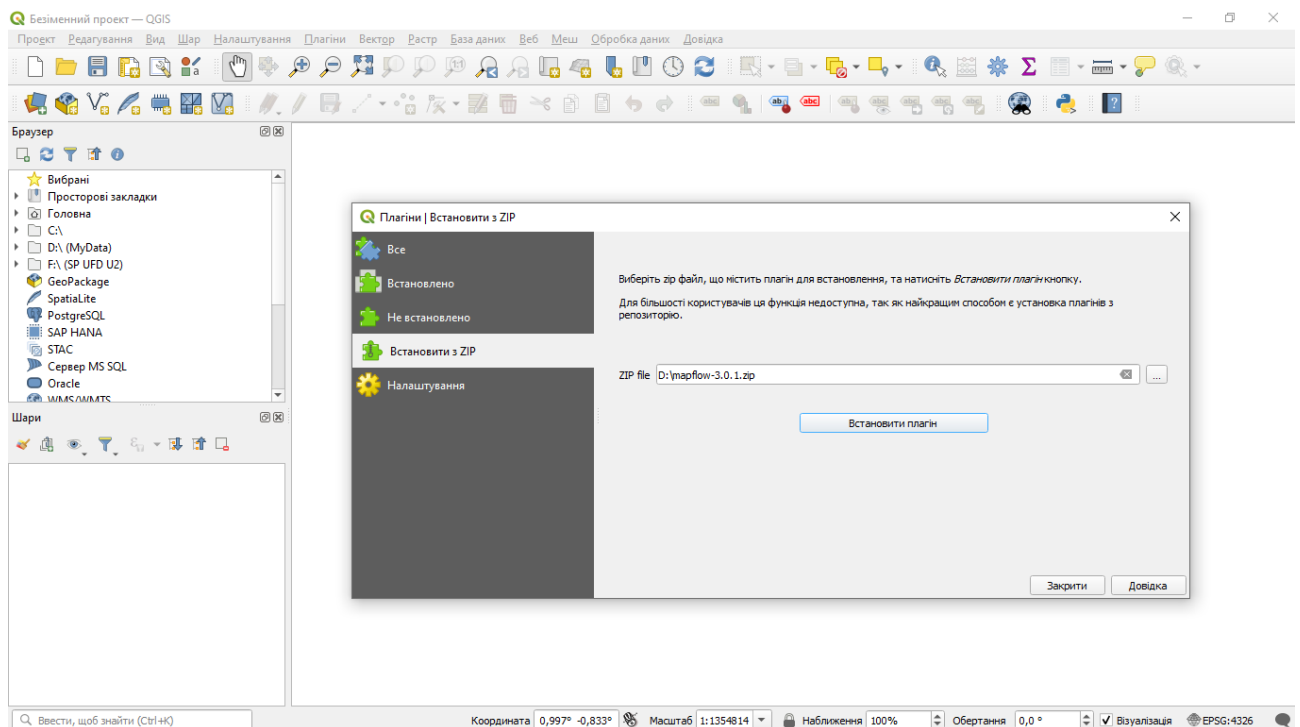 Безіменний проект — QGIS
Проект Редагування Вид Шар Налаштування Плагіни Вектор Растр База даних Веб Меш Обробка даних Довідка
Браузер
Вибрані
Просторові закладки
Головна
C:\
D:\ (MyData)
F:\ (SP UFD U2)
GeoPackage
SpatiaLite
PostgreSQL
SAP HANA
STAC
Сервер MS SQL
Oracle
WMS/WMTS
Шари
Плагіни | Встановити з ZIP
Все
Встановлено
Не встановлено
Встановити з ZIP
Налаштування
Виберіть zip файл, що містить плагін для встановлення, та натисніть Встановити плагін кнопку.
Для більшості користувачів ця функція недоступна, так як найкращим способом є установка плагінів з
репозиторію.
ZIP file D:\mapflow-3.0.1.zip ...
Встановити плагін
Закрити Довідка
Ввести, щоб знайти (Ctrl+K) Координата 0,997° -0,833° Масштаб 1:1354814 Наближення 100% Обертання 0,0 ° Візуалізація EPSG:4326